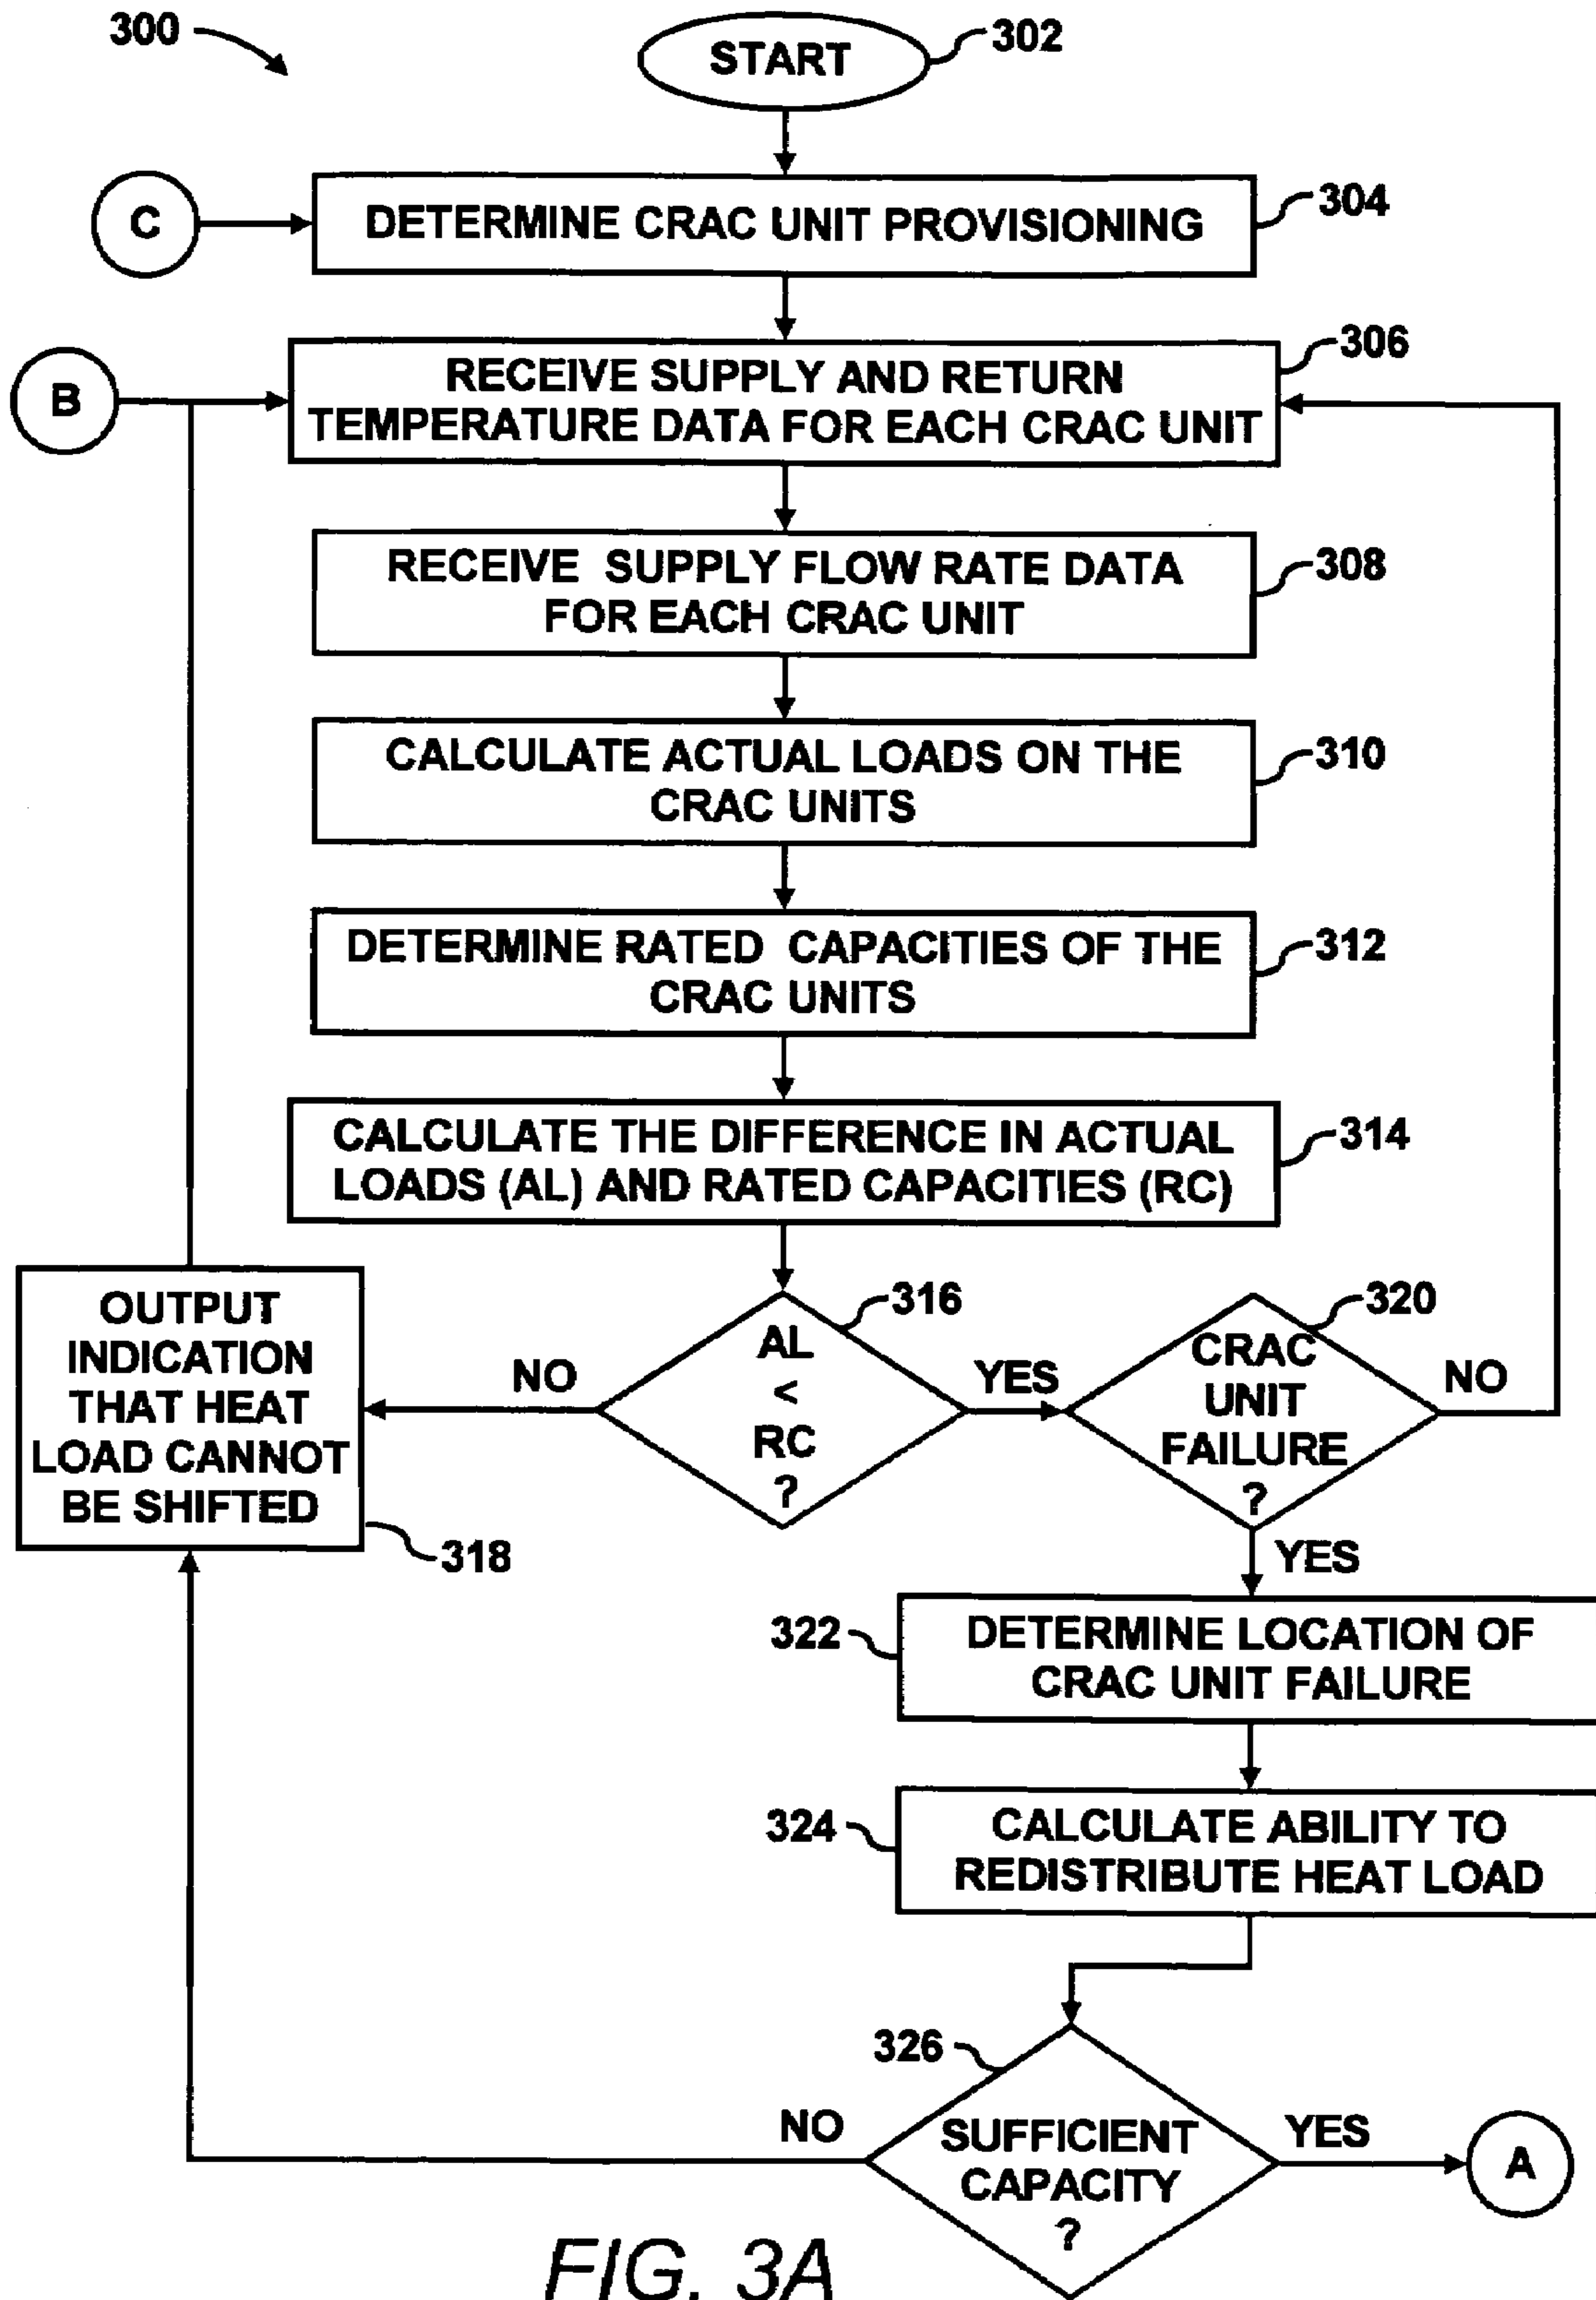 300
START
302
C
DETERMINE CRAC UNIT PROVISIONING
304
B
RECEIVE SUPPLY AND RETURN
TEMPERATURE DATA FOR EACH CRAC UNIT
306
RECEIVE SUPPLY FLOW RATE DATA
FOR EACH CRAC UNIT
308
CALCULATE ACTUAL LOADS ON THE
CRAC UNITS
310
DETERMINE RATED CAPACITIES OF THE
CRAC UNITS
312
CALCULATE THE DIFFERENCE IN ACTUAL
LOADS (AL) AND RATED CAPACITIES (RC)
314
OUTPUT
INDICATION
THAT HEAT
LOAD CANNOT
BE SHIFTED
318
NO
AL
<
RC
?
316
YES
CRAC
UNIT
FAILURE
?
320
NO
YES
322
DETERMINE LOCATION OF
CRAC UNIT FAILURE
324
CALCULATE ABILITY TO
REDISTRIBUTE HEAT LOAD
326
NO
SUFFICIENT
CAPACITY
?
YES
A
FIG. 3A